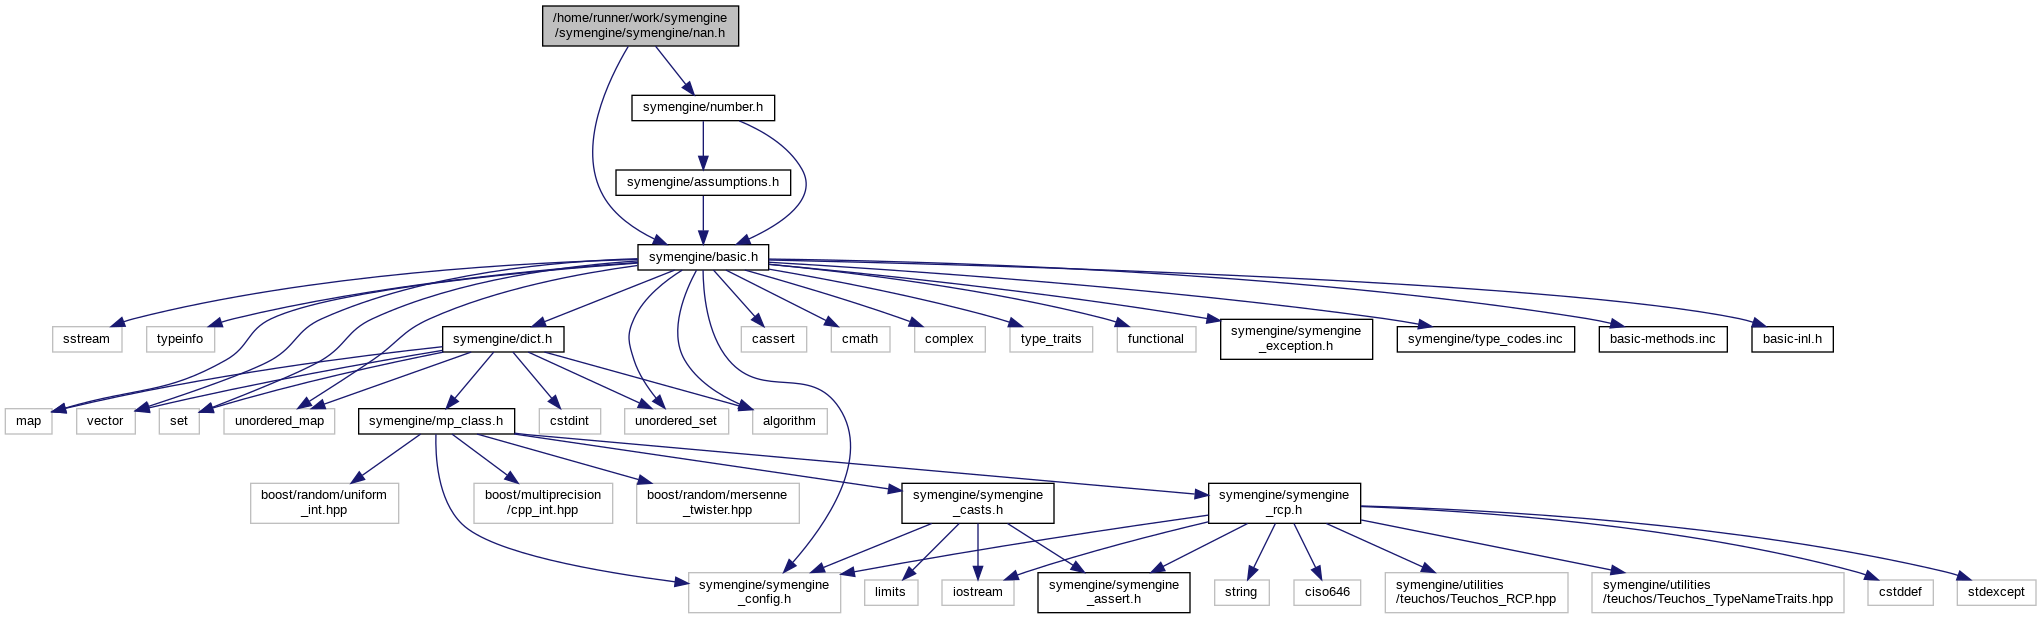 /home/runner/work/symengine
/symengine/symengine/nan.h
symengine/number.h
symengine/assumptions.h
symengine/basic.h
sstream
typeinfo
symengine/dict.h
cassert
cmath
complex
type_traits
functional
symengine/symengine
_exception.h
symengine/type_codes.inc
basic-methods.inc
basic-inl.h
map
vector
set
unordered_map
symengine/mp_class.h
cstdint
unordered_set
algorithm
boost/random/uniform
_int.hpp
boost/multiprecision
/cpp_int.hpp
boost/random/mersenne
_twister.hpp
symengine/symengine
_casts.h
symengine/symengine
_rcp.h
symengine/symengine
_config.h
limits
iostream
symengine/symengine
_assert.h
string
ciso646
symengine/utilities
/teuchos/Teuchos_RCP.hpp
symengine/utilities
/teuchos/Teuchos_TypeNameTraits.hpp
cstddef
stdexcept